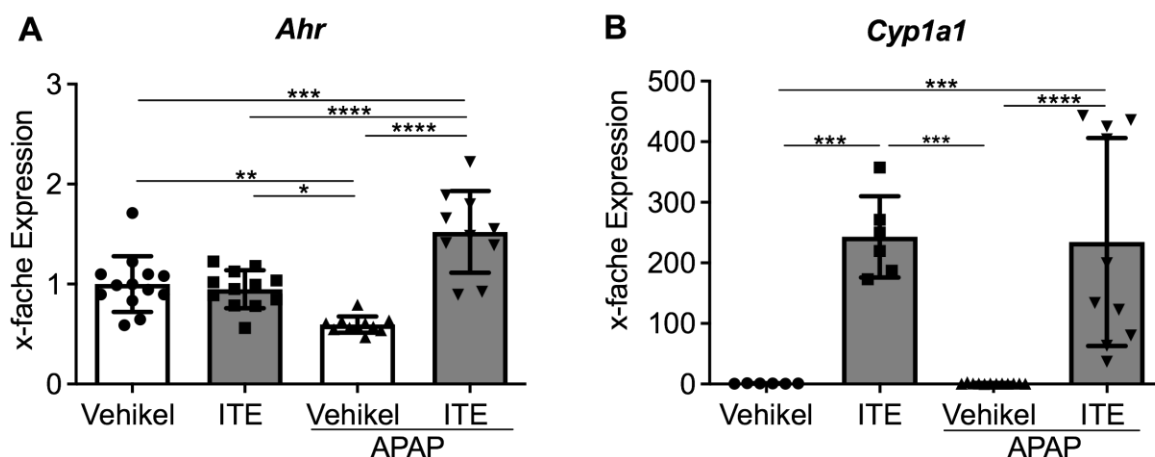 A
Ahr
x-fache Expression
3
2
1
0
***
****
****
**
*
Vehikel ITE Vehikel ITE
APAP
B
Cyp1a1
x-fache Expression
500
400
300
200
100
0
***
****
*** ***
Vehikel ITE Vehikel ITE
APAP